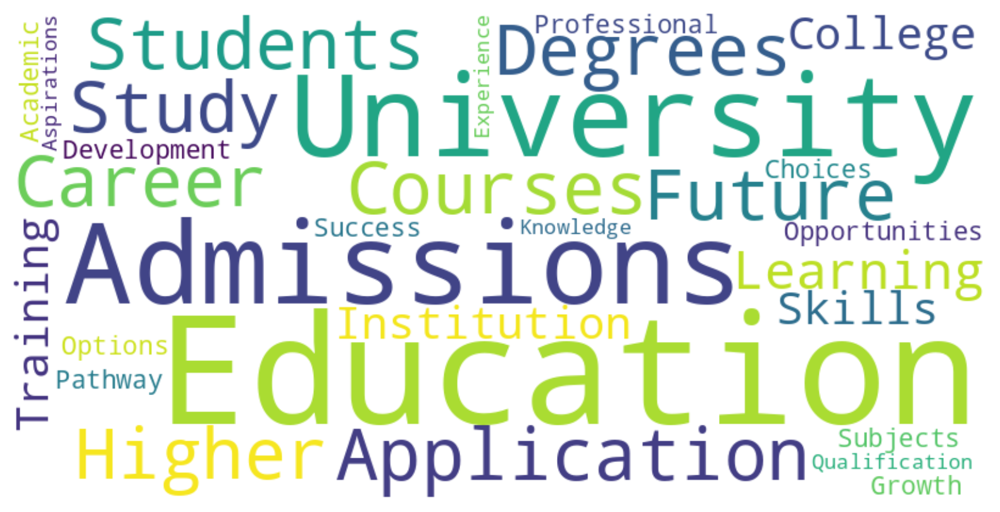 Academic
Aspirations
Students
Experience
Professional
Degrees
College
Study
University
Development
Career
Courses
Future
Choices
Training
Admissions
Success
Knowledge
Opportunities
Learning
Skills
Institution
Options
Education
Pathway
Higher
Application
Subjects
Qualification
Growth